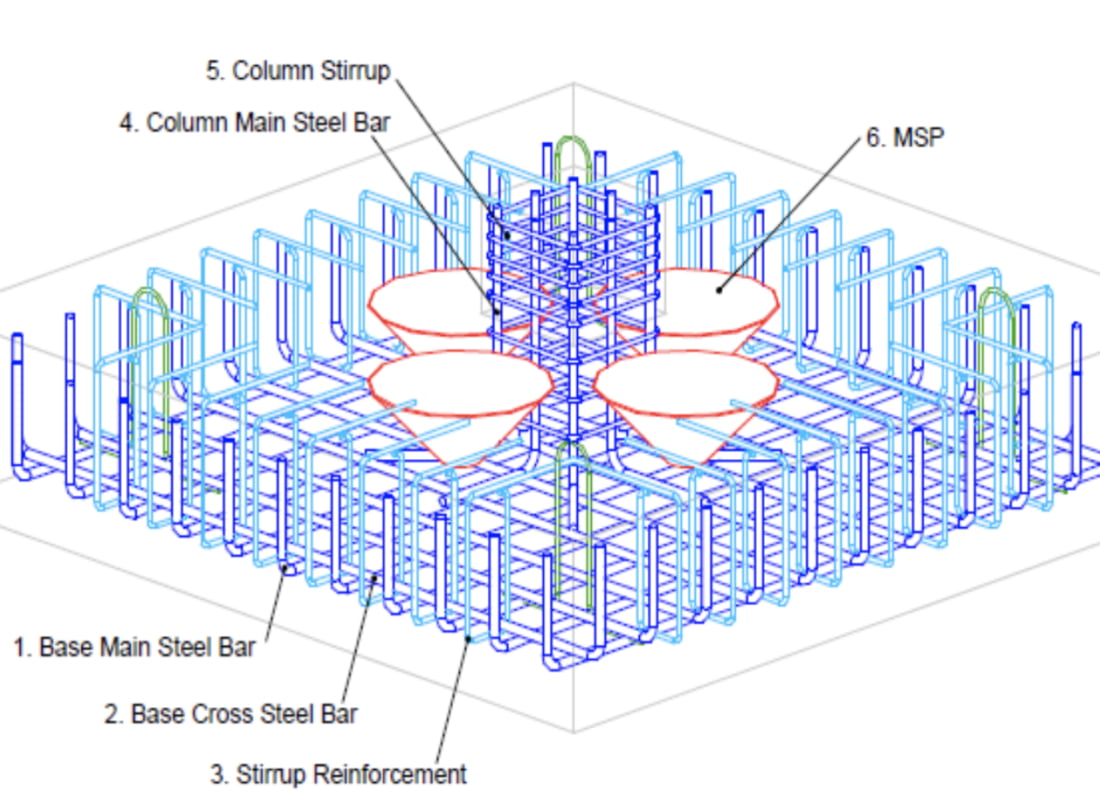 5. Column Stirrup
4. Column Main Steel Bar
6. MSP
1. Base Main Steel Bar
2. Base Cross Steel Bar
3. Stirrup Reinforcement